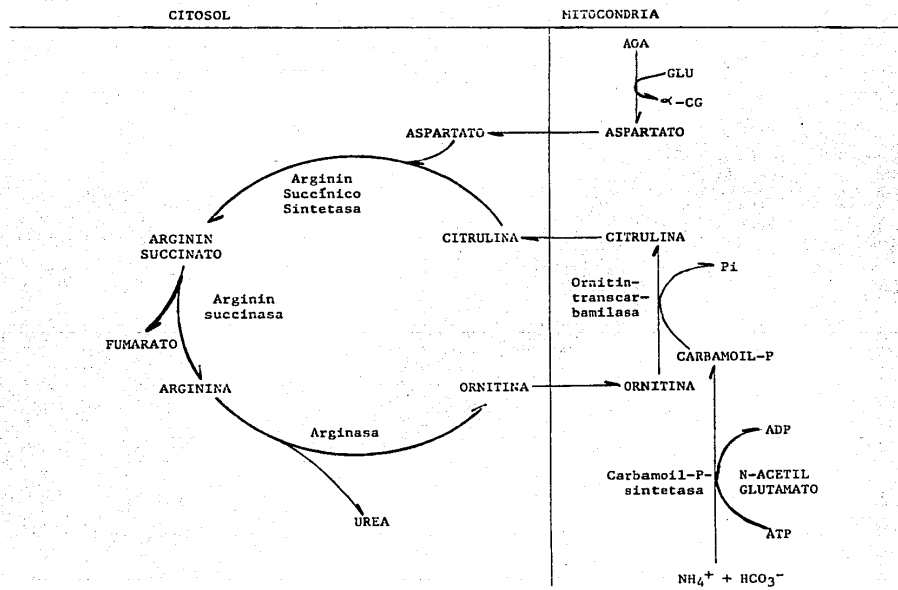 CITOSOL
MITOCONDRIA
AGA
GLU
α-CG
ASPARTATO
ASPARTATO
Arginin
Succínico
Sintetasa
ARGININ
SUCCINATO
CITRULINA
CITRULINA
Pi
Ornitin-
transcar-
bamilasa
Arginin
succinasa
FUMARATO
CARBAMOIL-P
ARGININA
ORNITINA
ORNITINA
Arginasa
ADP
Carbamoil-P-
sintetasa
N-ACETIL
GLUTAMATO
UREA
ATP
NH₄⁺ + HCO₃⁻